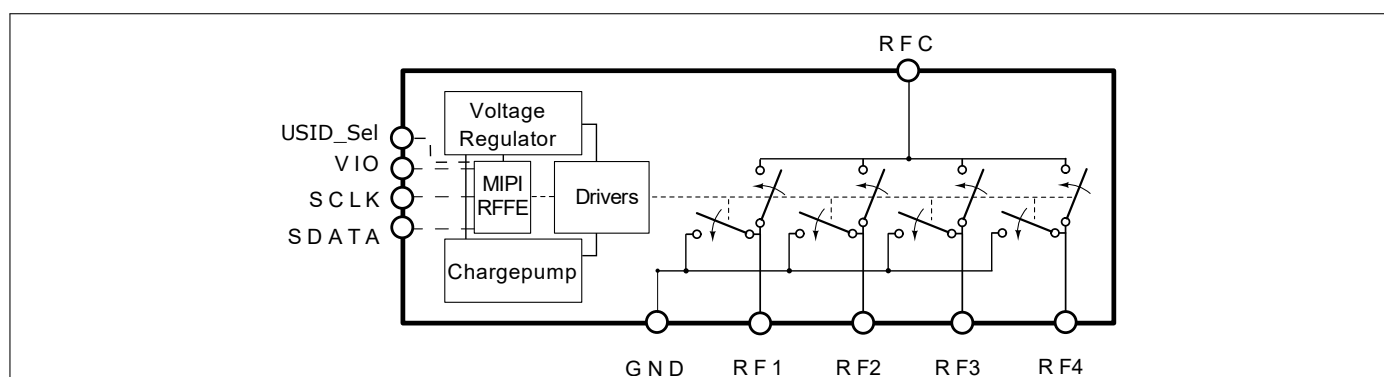 RFC
Voltage
Regulator
USID_Sel
VIO
SCLK
SDATA
MIPI
RFFE
Drivers
Chargepump
GND
RF1
RF2
RF3
RF4